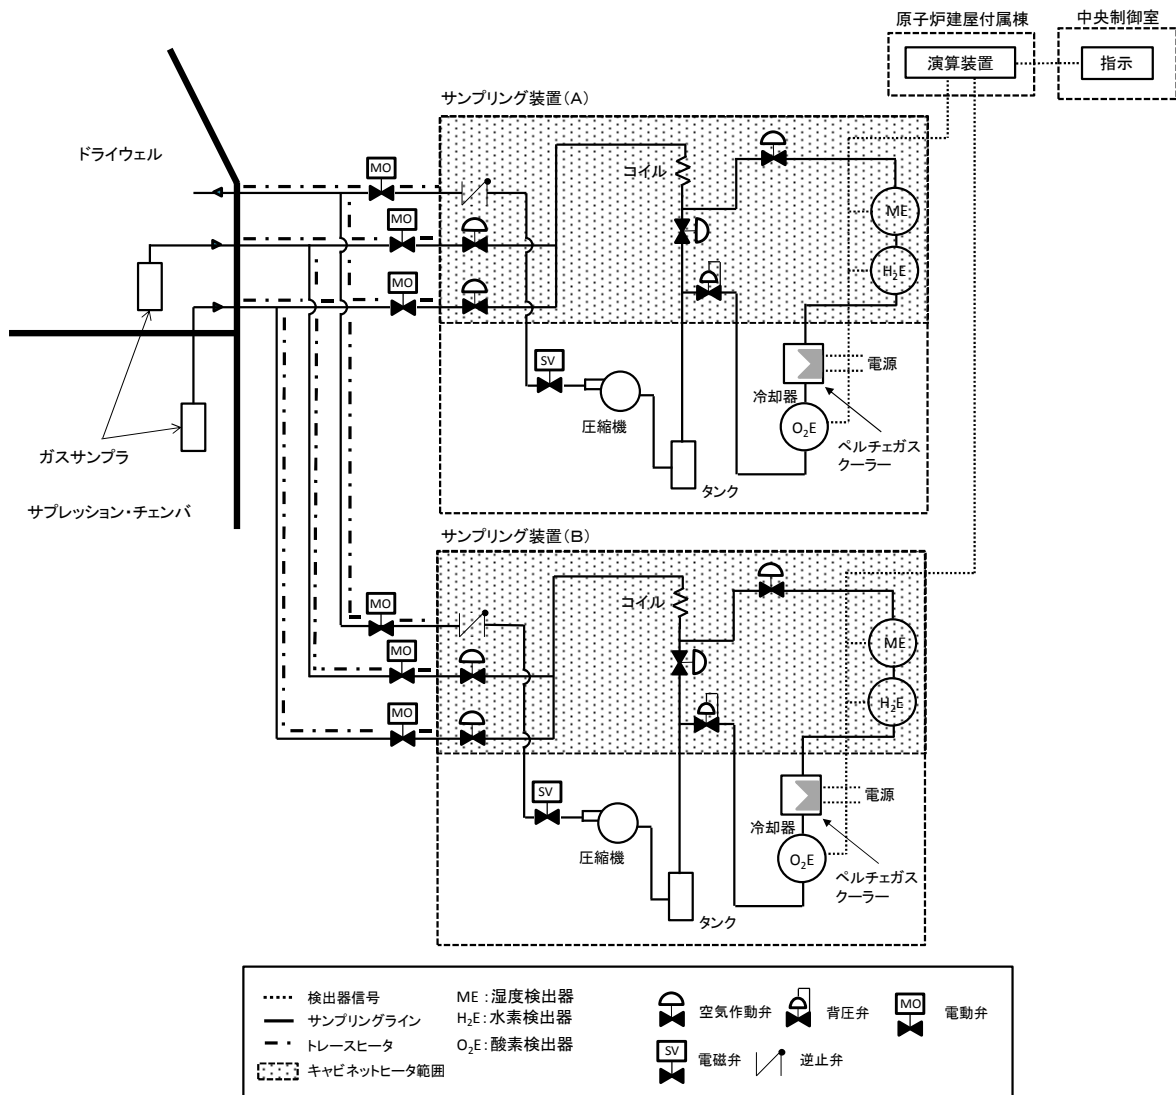 原子炉建屋付属棟
中央制御室
演算装置
指示
サンプリング装置(A)
ドライウェル
MO
コイル
MO
ME
MO
H₂E
SV
電源
冷却器
圧縮機
O₂E
ペルチェガス
クーラー
タンク
ガスサンプラ
サプレッション・チェンバ
サンプリング装置(B)
MO
コイル
MO
ME
MO
H₂E
SV
電源
冷却器
圧縮機
O₂E
ペルチェガス
クーラー
タンク
検出器信号
サンプリングライン
トレースヒータ
キャビネットヒータ範囲
ME:湿度検出器
H₂E:水素検出器
O₂E:酸素検出器
空気作動弁
背圧弁
MO
電動弁
SV
電磁弁
逆止弁